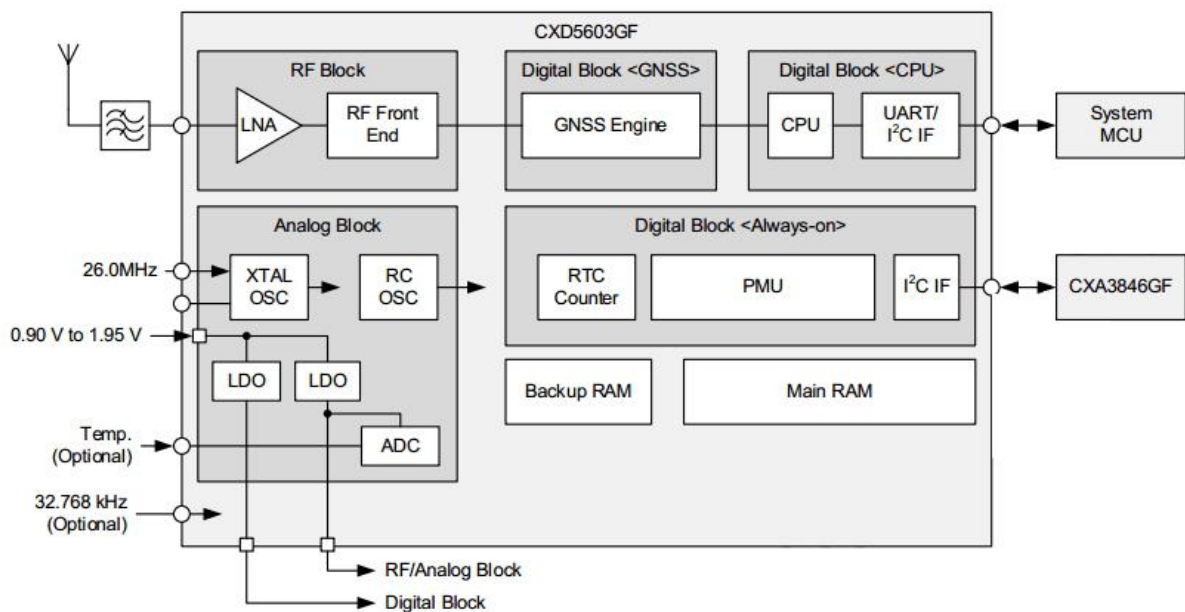 CXD5603GF
RF Block
LNA
RF Front
End
Digital Block <GNSS>
GNSS Engine
Digital Block <CPU>
CPU
UART/
I²C IF
System
MCU
Analog Block
26.0MHz
XTAL
OSC
RC
OSC
0.90 V to 1.95 V
LDO
LDO
Temp.
(Optional)
ADC
32.768 kHz
(Optional)
Digital Block <Always-on>
RTC
Counter
PMU
I²C IF
CXA3846GF
Backup RAM
Main RAM
RF/Analog Block
Digital Block